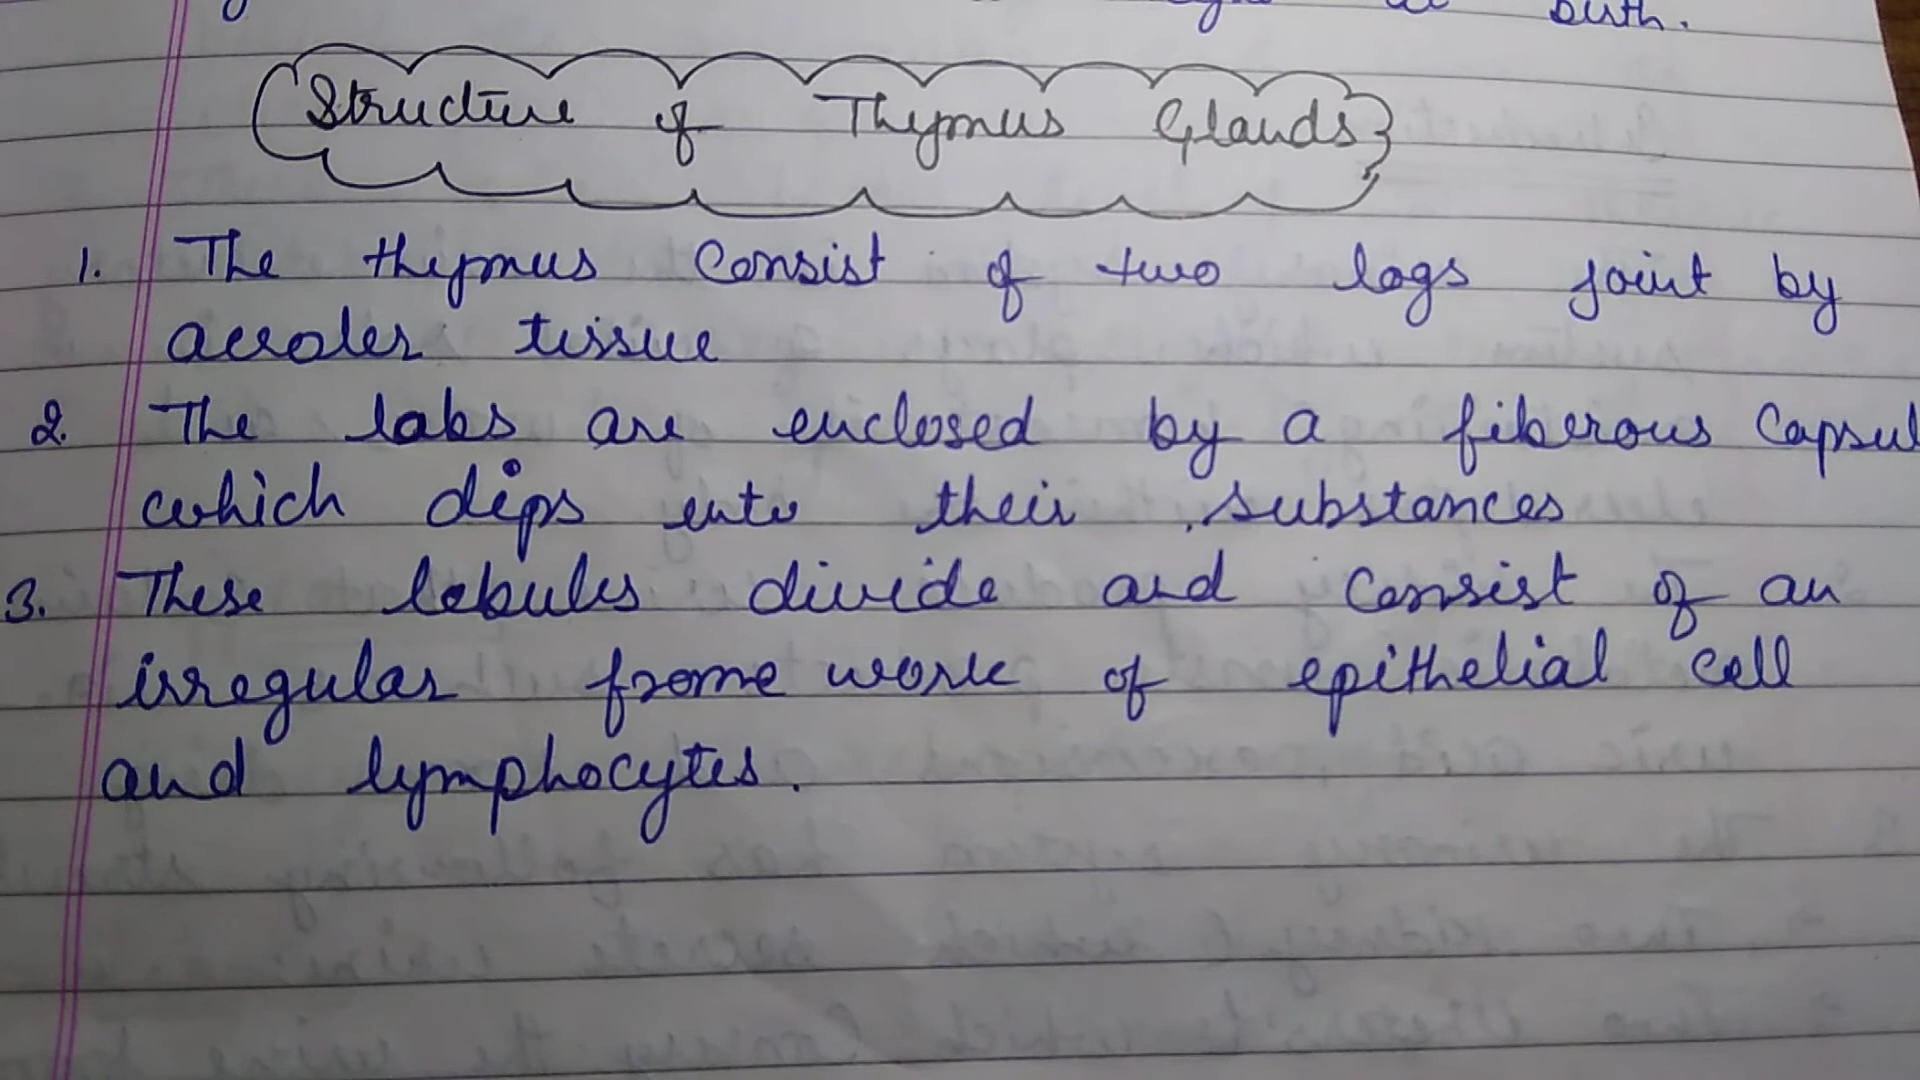 birth.
Structure of Thymus Glands
1. The thymus Consist of two logs joint by
aeroler tissue
2. The labs are enclosed by a fiberous Capsul
which dips into their substances
3. These lobules divide and Consist of an
irregular frome work of epithelial cell
and lymphocytes.